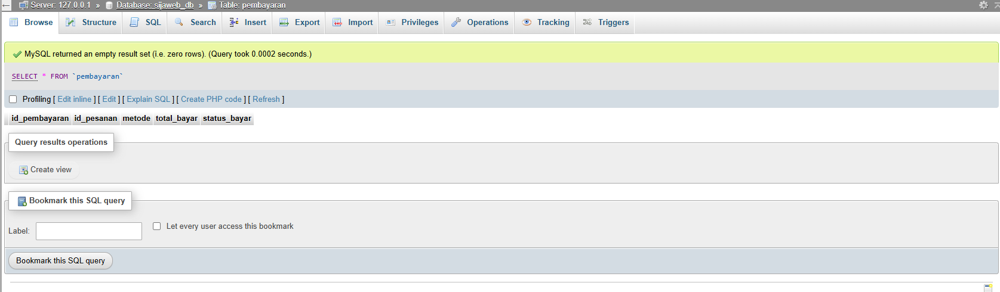 Server: 127.0.0.1 » Database: sijaweb_db » Table: pembayaran
Browse Structure SQL Search Insert Export Import Privileges Operations Tracking Triggers
MySQL returned an empty result set (i.e. zero rows). (Query took 0.0002 seconds.)
SELECT * FROM `pembayaran`
Profiling [ Edit inline ] [ Edit ] [ Explain SQL ] [ Create PHP code ] [ Refresh ]
id_pembayaran id_pesanan metode total_bayar status_bayar
Query results operations
Create view
Bookmark this SQL query
Label: Let every user access this bookmark
Bookmark this SQL query